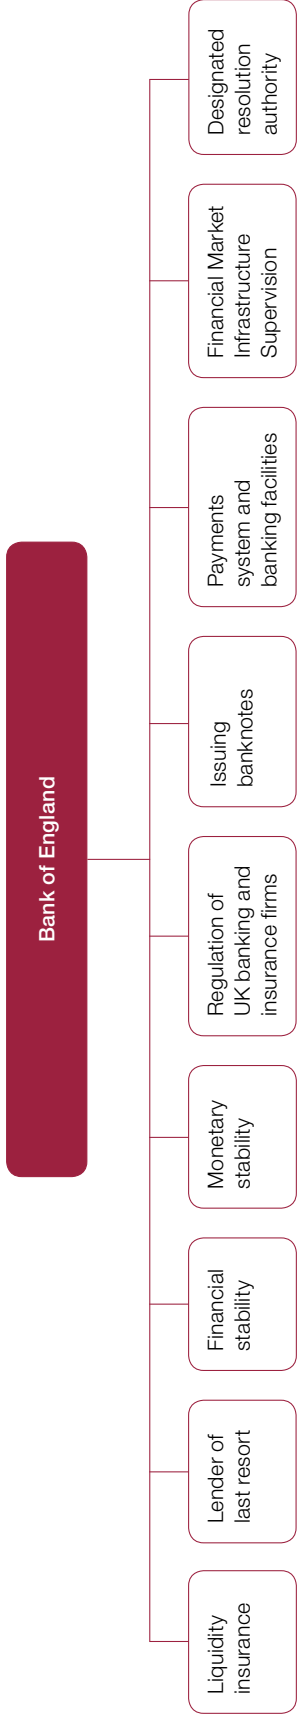 Bank of England
Liquidity
insurance
Lender of
last resort
Financial
stability
Monetary
stability
Regulation of
UK banking and
insurance firms
Issuing
banknotes
Payments
system and
banking facilities
Financial Market
Infrastructure
Supervision
Designated
resolution
authority